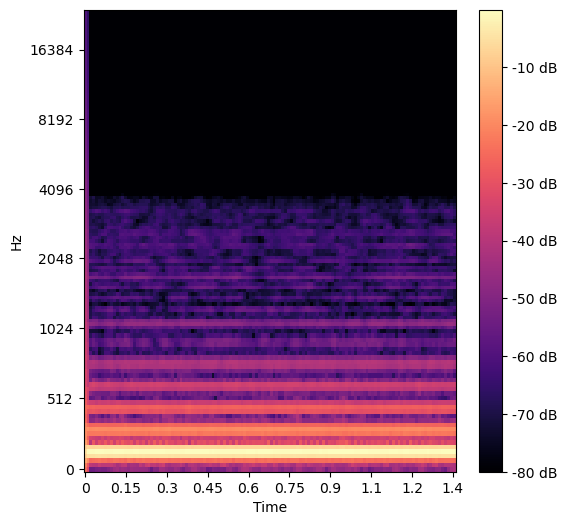 16384
8192
4096
2048
1024
512
0
Hz
0 0.15 0.3 0.45 0.6 0.75 0.9 1.1 1.2 1.4
Time
-10 dB
-20 dB
-30 dB
-40 dB
-50 dB
-60 dB
-70 dB
-80 dB